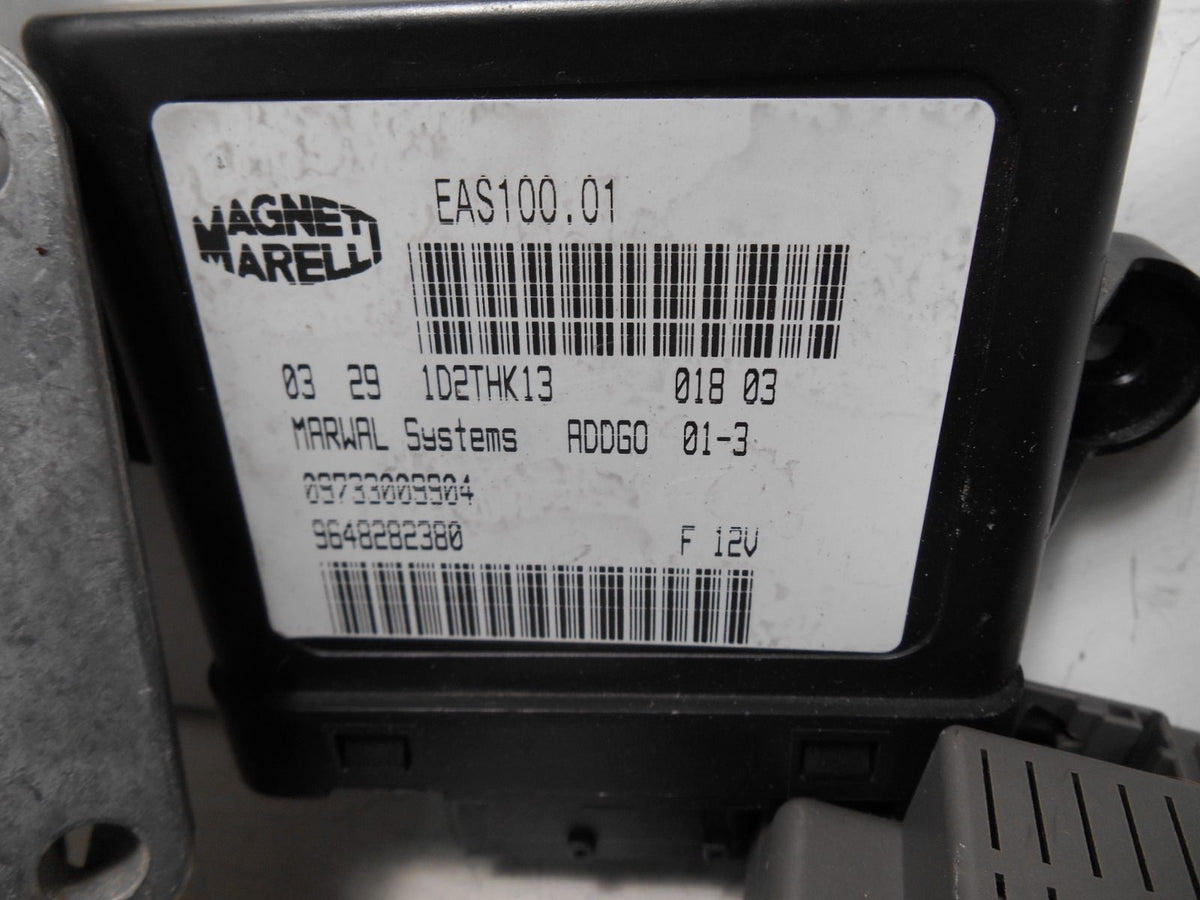 EAS100.01
MAGNETI
MARELLI
03 29 1D2THK13 018 03
MARWAL Systems ADDGO 01-3
09733009904
9648282380 F 12V